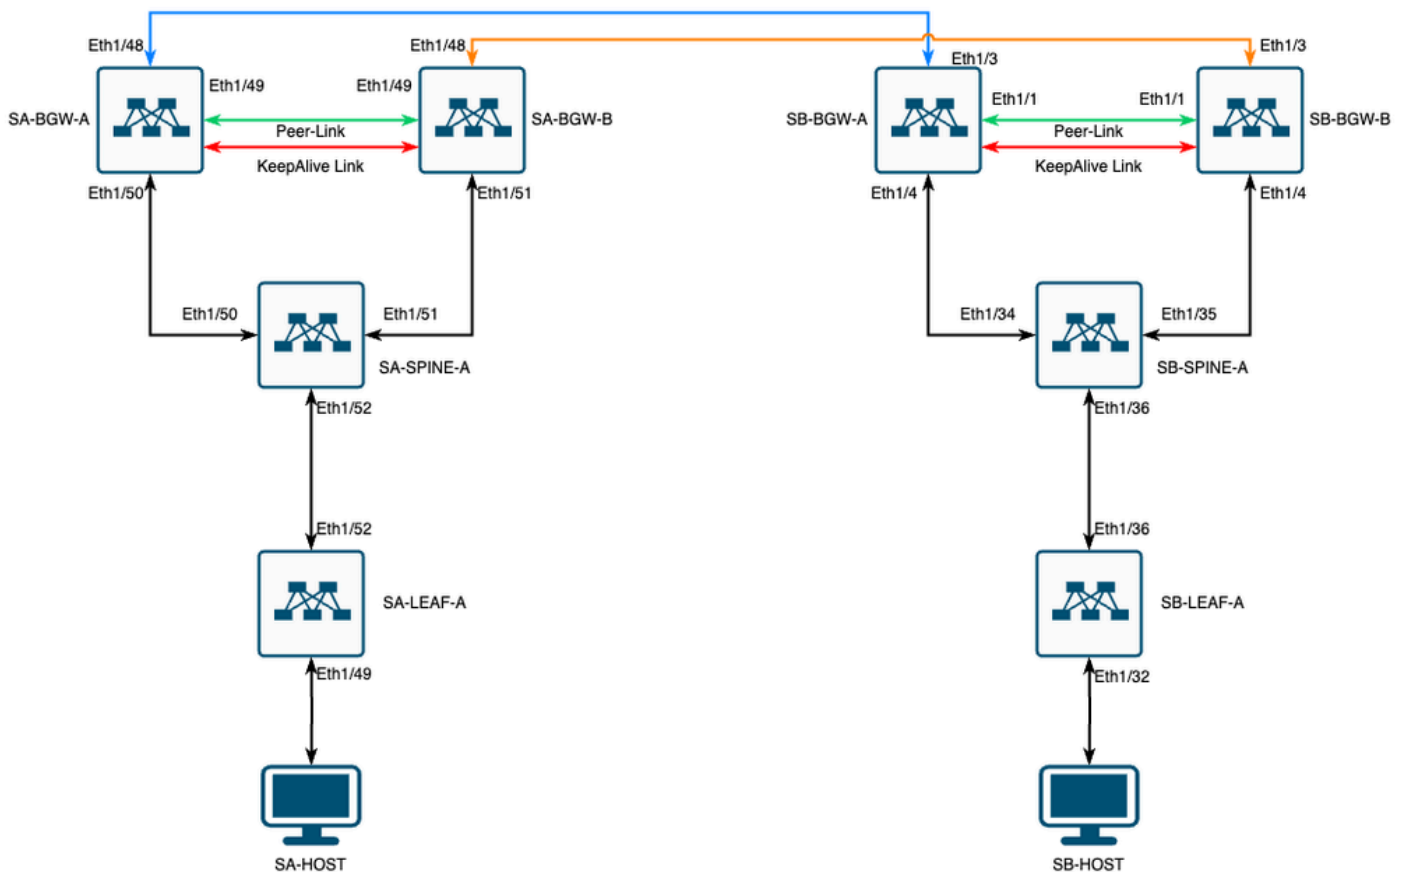 Eth1/48
Eth1/48
Eth1/3
Eth1/3
Eth1/49
Eth1/49
Eth1/1
Eth1/1
SA-BGW-A
Peer-Link
SA-BGW-B
SB-BGW-A
Peer-Link
SB-BGW-B
KeepAlive Link
KeepAlive Link
Eth1/50
Eth1/51
Eth1/4
Eth1/4
Eth1/50
Eth1/51
Eth1/34
Eth1/35
SA-SPINE-A
SB-SPINE-A
Eth1/52
Eth1/36
Eth1/52
Eth1/36
SA-LEAF-A
SB-LEAF-A
Eth1/49
Eth1/32
SA-HOST
SB-HOST